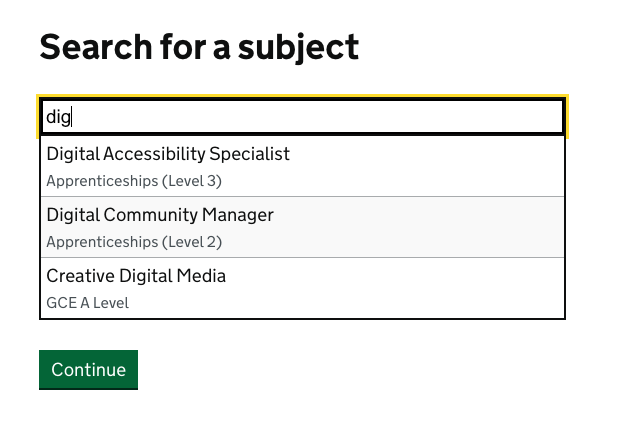 Search for a subject
dig
Digital Accessibility Specialist
Apprenticeships (Level 3)
Digital Community Manager
Apprenticeships (Level 2)
Creative Digital Media
GCE A Level
Continue